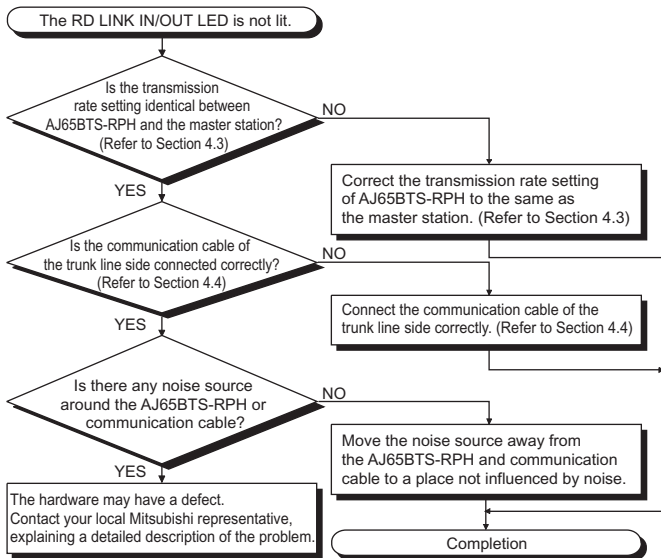 The RD LINK IN/OUT LED is not lit.
Is the transmission
rate setting identical between
AJ65BTS-RPH and the master station?
(Refer to Section 4.3)
NO
YES
Correct the transmission rate setting
of AJ65BTS-RPH to the same as
the master station. (Refer to Section 4.3)
Is the communication cable of
the trunk line side connected correctly?
(Refer to Section 4.4)
NO
YES
Connect the communication cable of the
trunk line side correctly. (Refer to Section 4.4)
Is there any noise source
around the AJ65BTS-RPH or
communication cable?
NO
YES
Move the noise source away from
the AJ65BTS-RPH and communication
cable to a place not influenced by noise.
The hardware may have a defect.
Contact your local Mitsubishi representative,
explaining a detailed description of the problem.
Completion